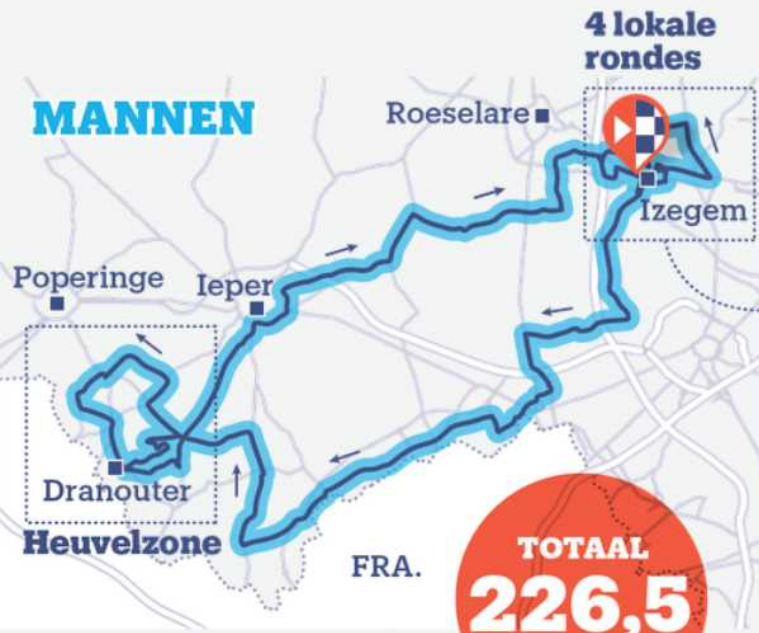 4 lokale
rondes
MANNEN
Roeselare
Izegem
Poperinge
Ieper
Dranouter
Heuvelzone
FRA.
TOTAAL
226,5